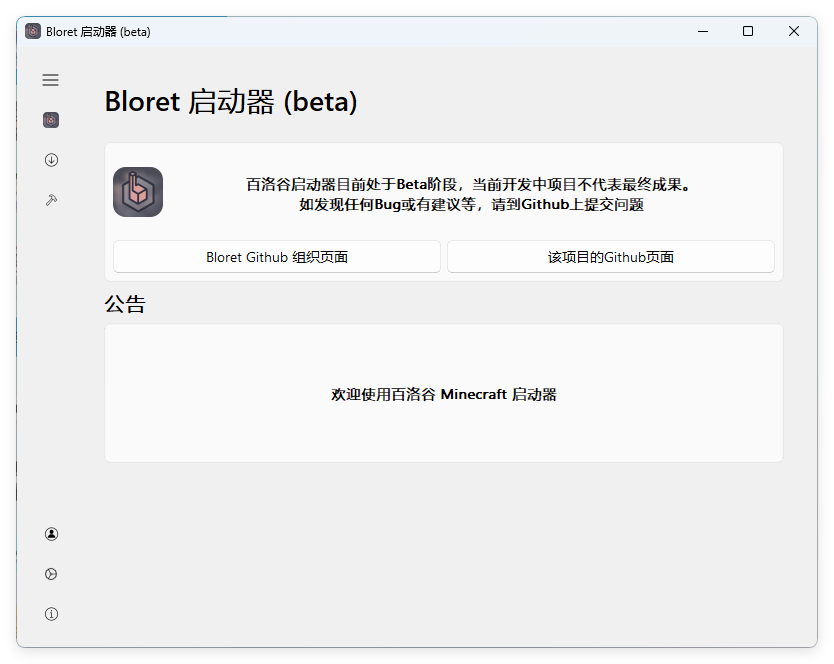 Bloret 启动器 (beta)
Bloret 启动器 (beta)
百洛谷启动器目前处于Beta阶段，当前开发中项目不代表最终成果。
如发现任何Bug或有建议等，请到Github上提交问题
Bloret Github 组织页面
该项目的Github页面
公告
欢迎使用百洛谷 Minecraft 启动器